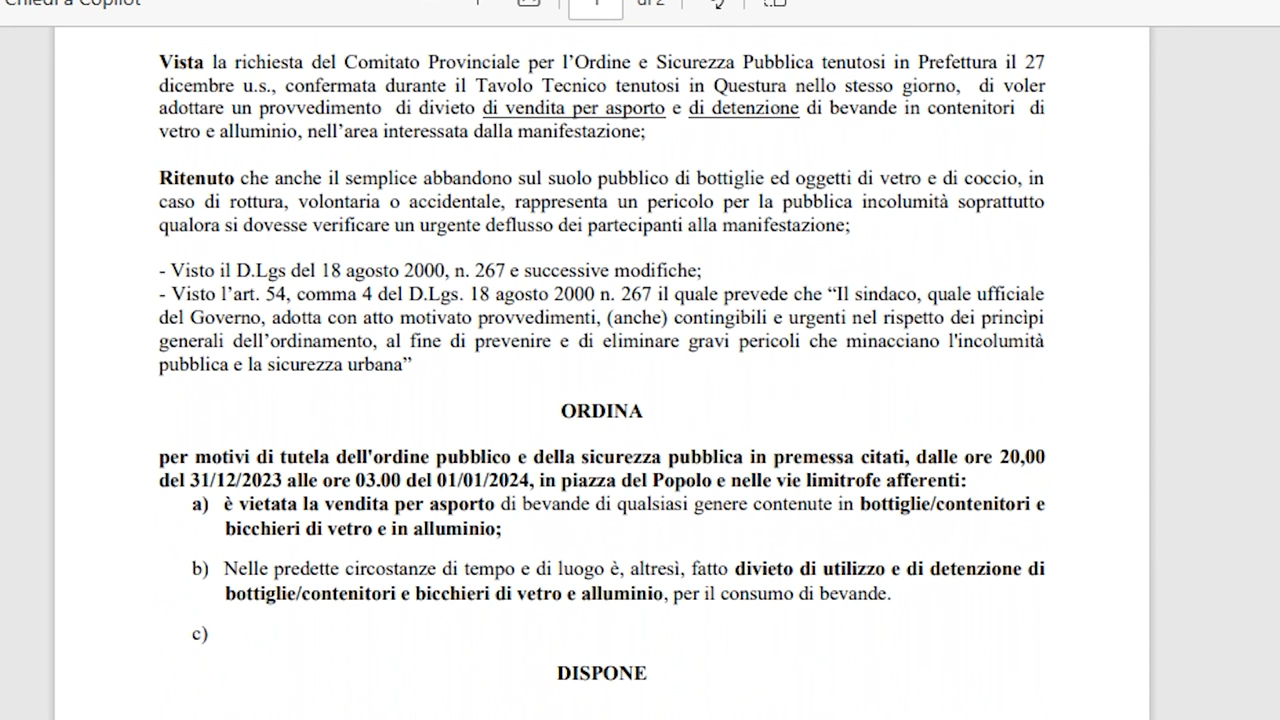 Chiedi a Copilot
1
di 2
Vista la richiesta del Comitato Provinciale per l’Ordine e Sicurezza Pubblica tenutosi in Prefettura il 27
dicembre u.s., confermata durante il Tavolo Tecnico tenutosi in Questura nello stesso giorno, di voler
adottare un provvedimento di divieto di vendita per asporto e di detenzione di bevande in contenitori di
vetro e alluminio, nell’area interessata dalla manifestazione;
Ritenuto che anche il semplice abbandono sul suolo pubblico di bottiglie ed oggetti di vetro e di coccio, in
caso di rottura, volontaria o accidentale, rappresenta un pericolo per la pubblica incolumità soprattutto
qualora si dovesse verificare un urgente deflusso dei partecipanti alla manifestazione;
- Visto il D.Lgs del 18 agosto 2000, n. 267 e successive modifiche;
- Visto l’art. 54, comma 4 del D.Lgs. 18 agosto 2000 n. 267 il quale prevede che “Il sindaco, quale ufficiale
del Governo, adotta con atto motivato provvedimenti, (anche) contingibili e urgenti nel rispetto dei princìpi
generali dell’ordinamento, al fine di prevenire e di eliminare gravi pericoli che minacciano l'incolumità
pubblica e la sicurezza urbana”
ORDINA
per motivi di tutela dell'ordine pubblico e della sicurezza pubblica in premessa citati, dalle ore 20,00
del 31/12/2023 alle ore 03.00 del 01/01/2024, in piazza del Popolo e nelle vie limitrofe afferenti:
a) è vietata la vendita per asporto di bevande di qualsiasi genere contenute in bottiglie/contenitori e
bicchieri di vetro e in alluminio;
b) Nelle predette circostanze di tempo e di luogo è, altresì, fatto divieto di utilizzo e di detenzione di
bottiglie/contenitori e bicchieri di vetro e alluminio, per il consumo di bevande.
c)
DISPONE